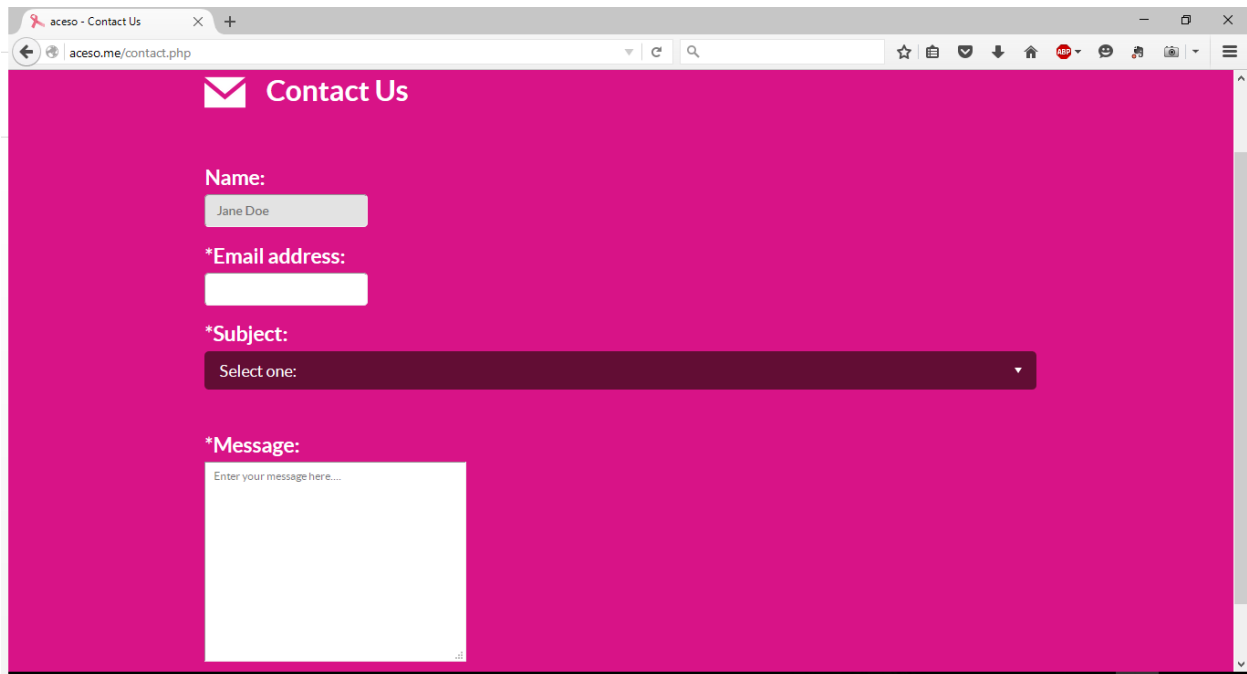 aceso - Contact Us
aceso.me/contact.php
ABP
Contact Us
Name:
Jane Doe
*Email address:
*Subject:
Select one:
*Message:
Enter your message here....